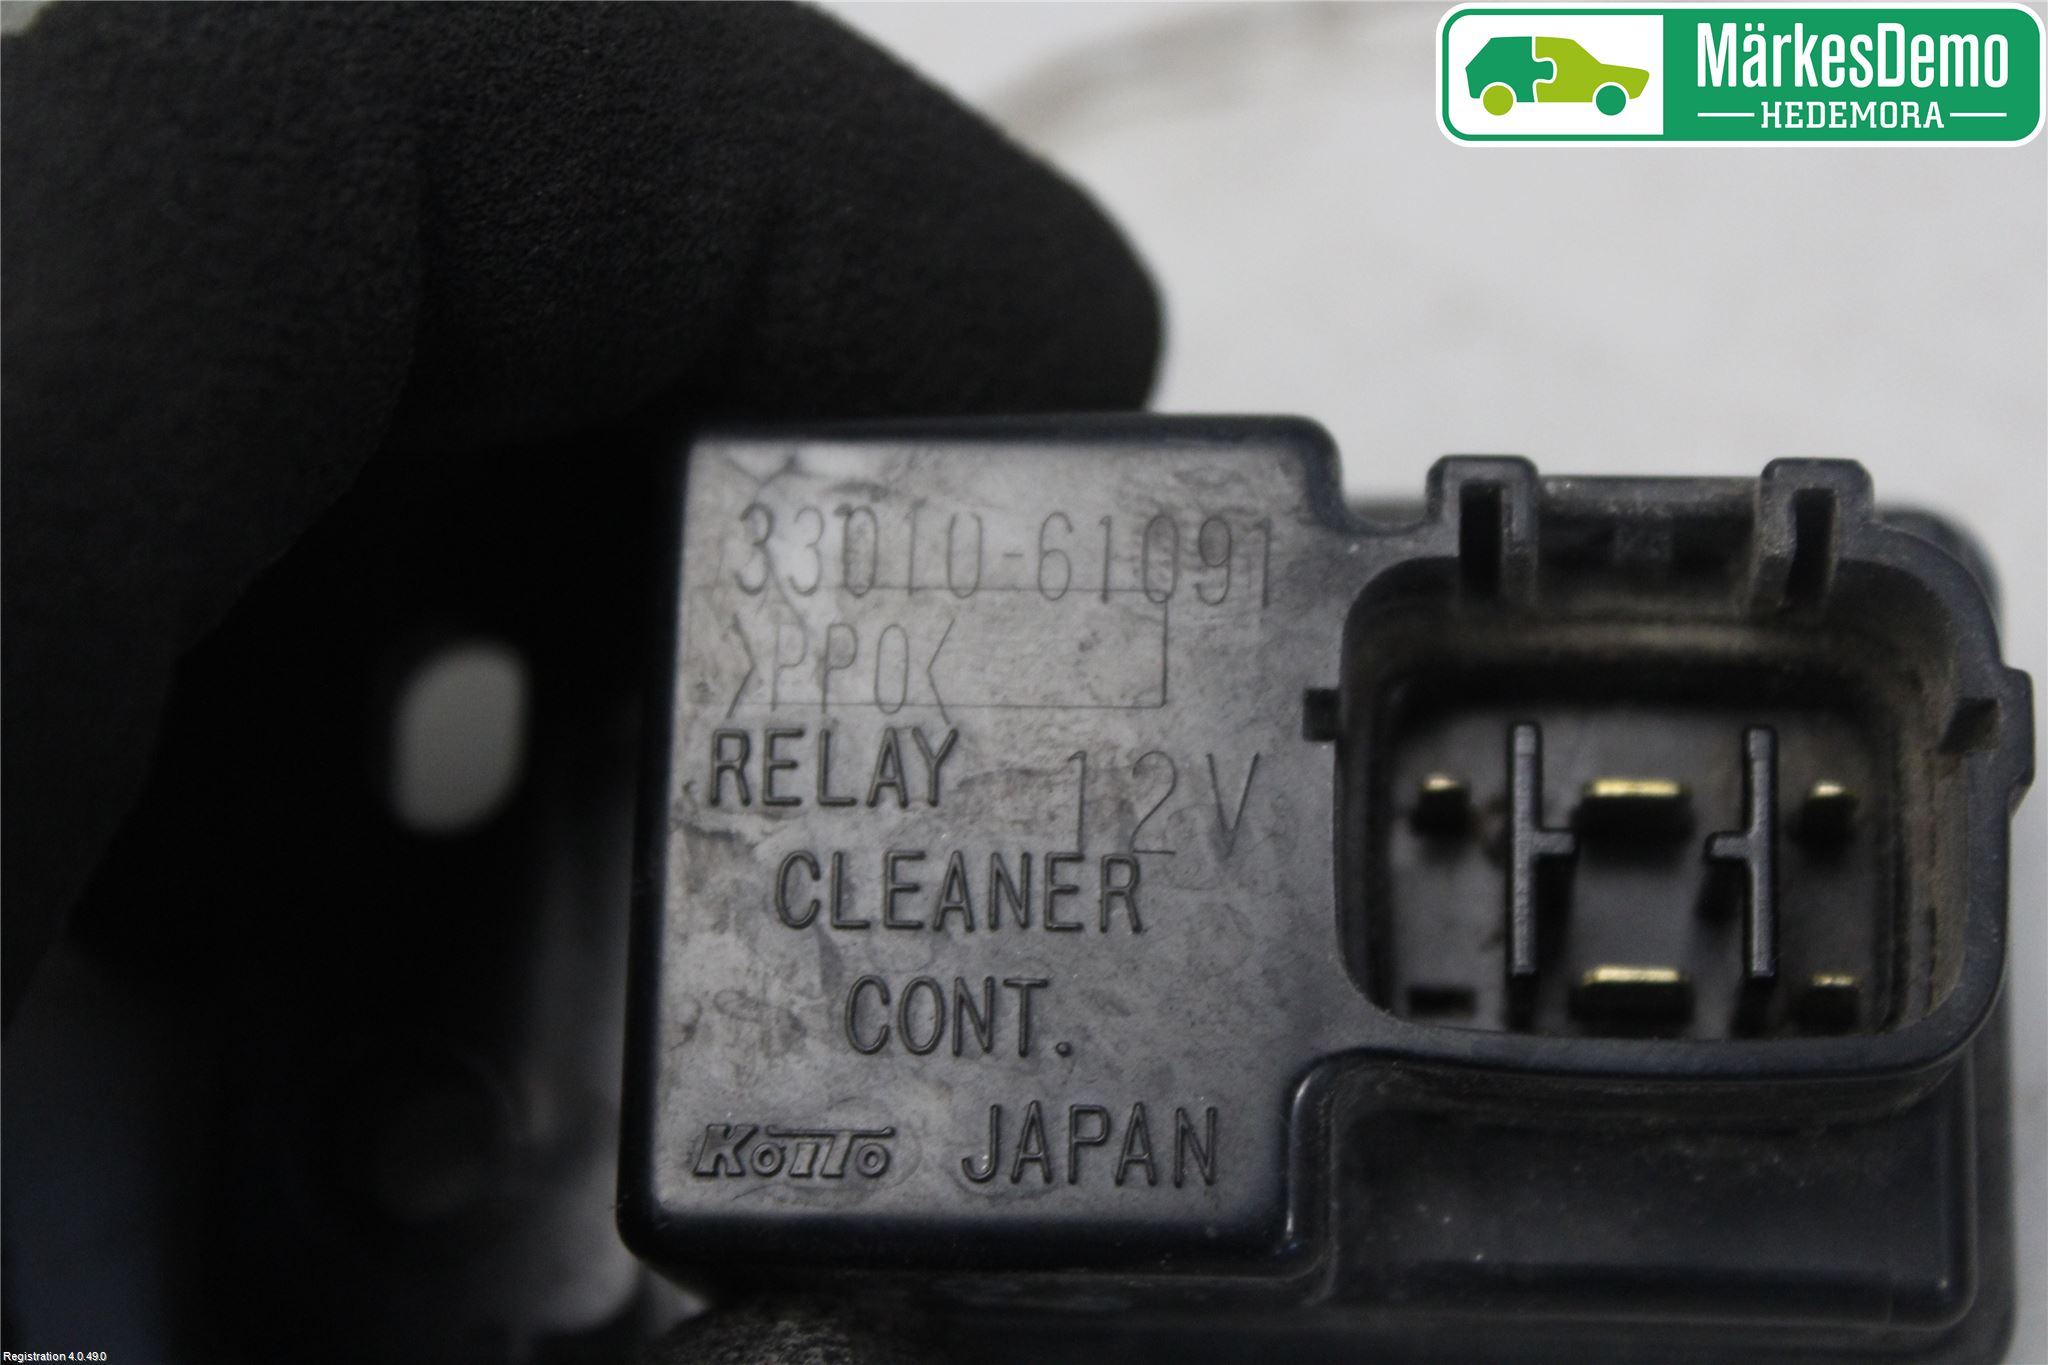 MärkesDemo
HEDEMORA
33010-61091
>PPO<
RELAY 12V
CLEANER
CONT.
KOITO JAPAN
Registration 4.0.49.0